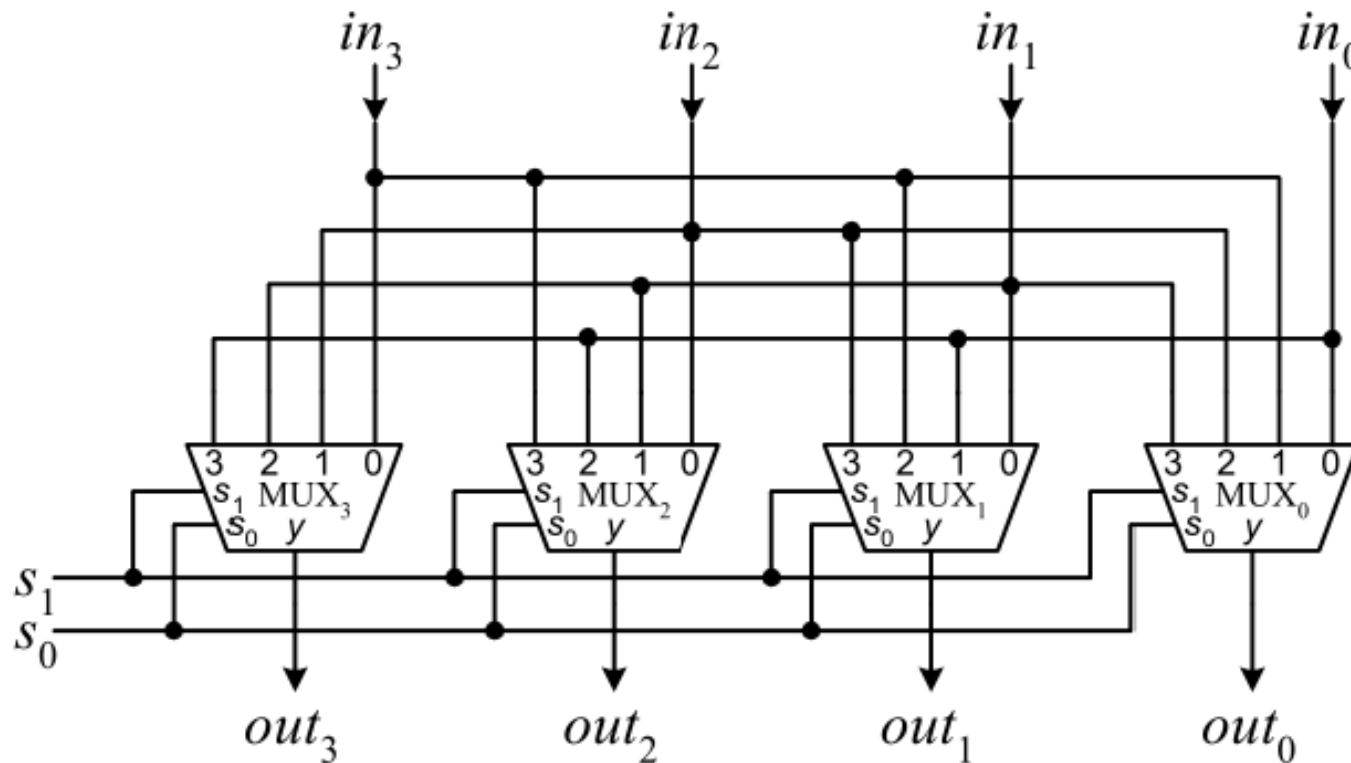 in₃ in₂ in₁ in₀
3 2 1 0 3 2 1 0 3 2 1 0 3 2 1 0
s₁ MUX₃ s₁ MUX₂ s₁ MUX₁ s₁ MUX₀
s₀ y s₀ y s₀ y s₀ y
s₁
s₀
out₃ out₂ out₁ out₀